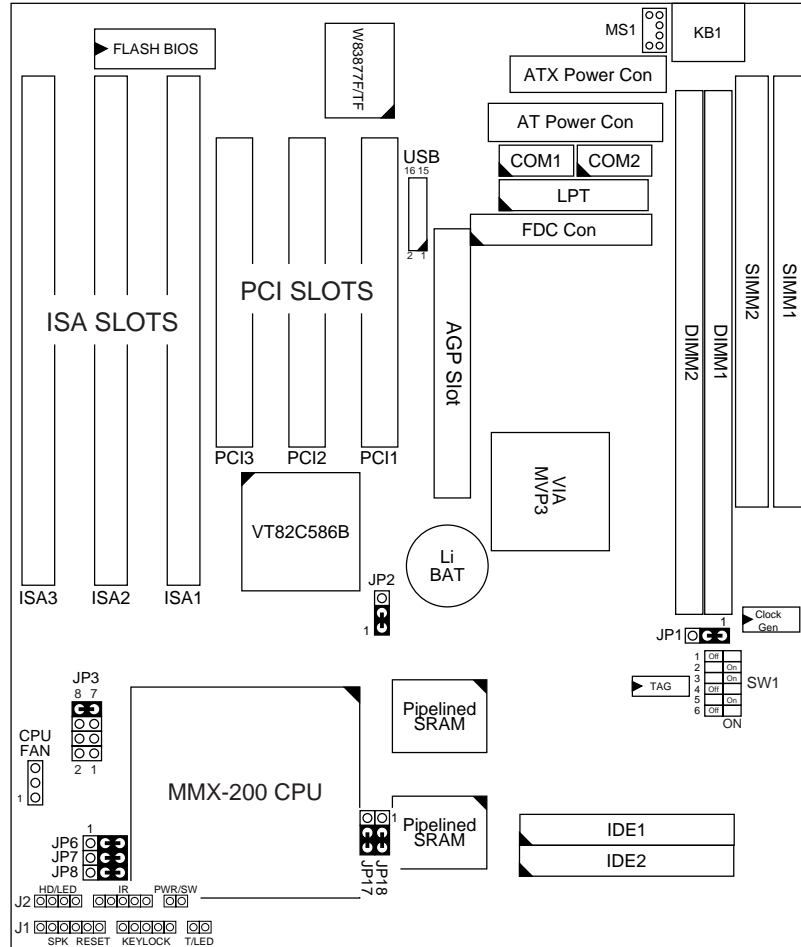 MS1
KB1
FLASH BIOS
W83877F/TF
ATX Power Con
AT Power Con
USB
16 15
COM1
COM2
LPT
FDC Con
2 1
ISA SLOTS
PCI SLOTS
AGP Slot
DIMM2
DIMM1
SIMM2
SIMM1
PCI3
PCI2
PCI1
VIA
MVP3
VT82C586B
Li
BAT
JP2
1
ISA3
ISA2
ISA1
Clock
Gen
1
JP1
1 Off
2 On
3 On
4 Off
5 On
6 Off
SW1
ON
TAG
JP3
8 7
2 1
CPU
FAN
1
MMX-200 CPU
Pipelined
SRAM
Pipelined
SRAM
1
JP17
JP18
IDE1
IDE2
1
JP6
JP7
JP8
HD/LED
IR
PWR/SW
J2
J1
SPK
RESET
KEYLOCK
T/LED